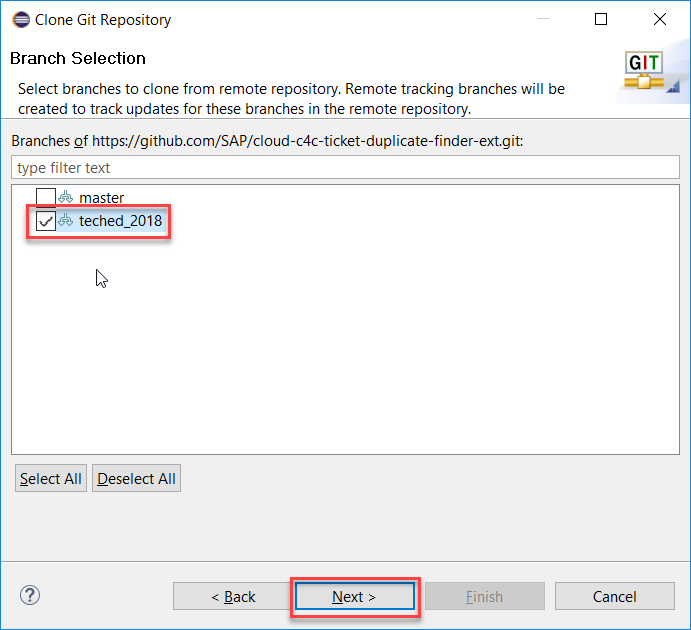 Clone Git Repository
Branch Selection
GIT
Select branches to clone from remote repository. Remote tracking branches will be
created to track updates for these branches in the remote repository.
Branches of https://github.com/SAP/cloud-c4c-ticket-duplicate-finder-ext.git:
type filter text
master
teched_2018
Select All Deselect All
? < Back Next > Finish Cancel